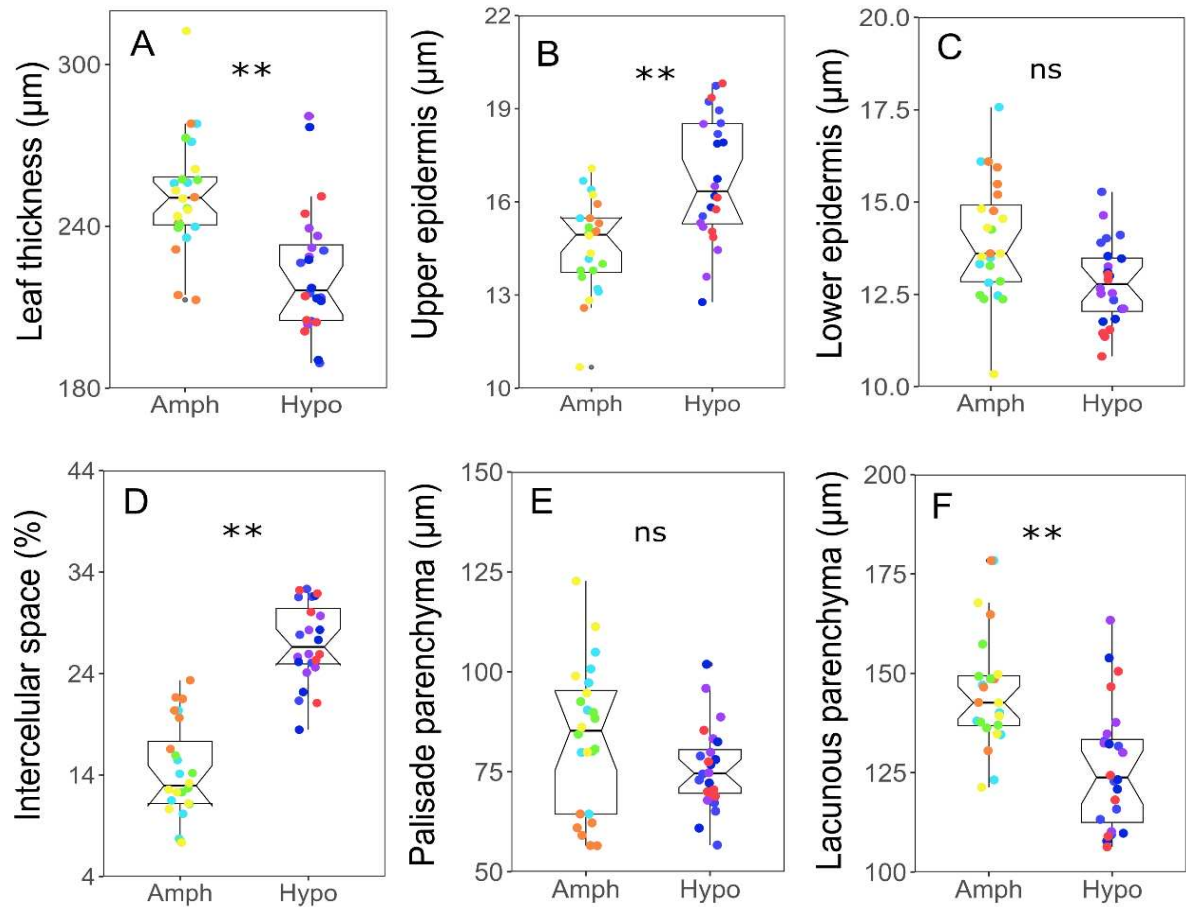 A
**
Leaf thickness (µm)
300
240
180
Amph
Hypo
B
**
Upper epidermis (µm)
22
19
16
13
10
Amph
Hypo
C
ns
Lower epidermis (µm)
20.0
17.5
15.0
12.5
10.0
Amph
Hypo
D
**
Intercelular space (%)
44
34
24
14
4
Amph
Hypo
E
ns
Palisade parenchyma (µm)
150
125
100
75
50
Amph
Hypo
F
**
Lacunous parenchyma (µm)
200
175
150
125
100
Amph
Hypo